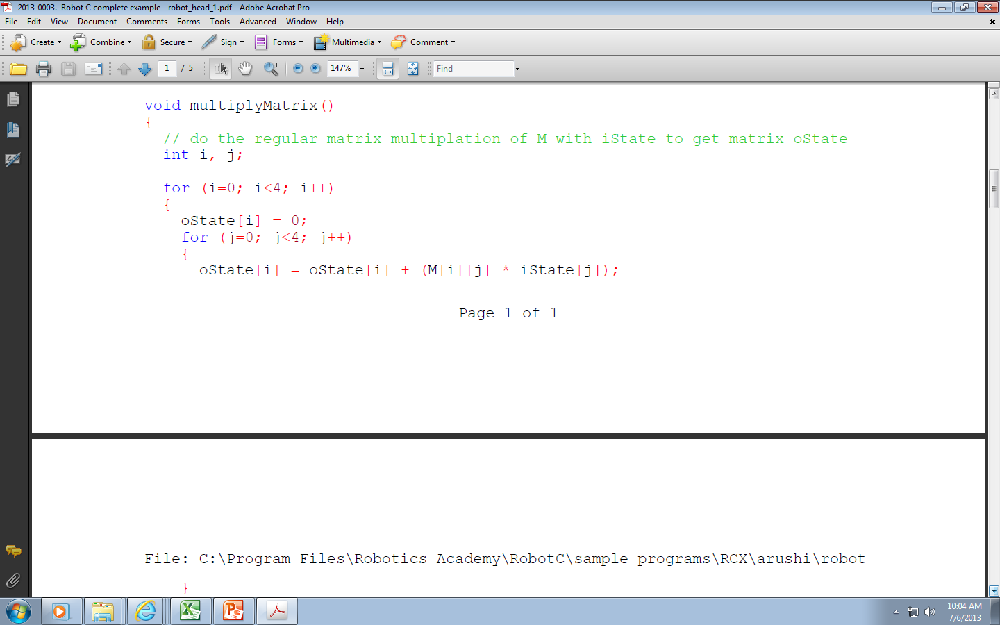 2013-0003.  Robot C complete example - robot_head_1.pdf - Adobe Acrobat Pro
File Edit View Document Comments Forms Tools Advanced Window Help
Create Combine Secure Sign Forms Multimedia Comment
1 / 5 147% Find
void multiplyMatrix()
{
// do the regular matrix multiplation of M with iState to get matrix oState
int i, j;
for (i=0; i<4; i++)
{
oState[i] = 0;
for (j=0; j<4; j++)
{
oState[i] = oState[i] + (M[i][j] * iState[j]);
Page 1 of 1
File: C:\Program Files\Robotics Academy\RobotC\sample programs\RCX\arushi\robot_
}
10:04 AM
7/6/2013